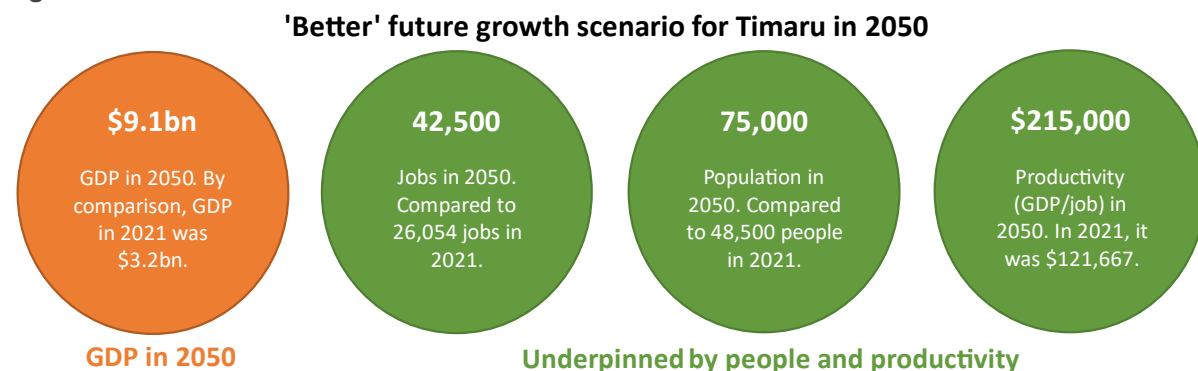 'Better' future growth scenario for Timaru in 2050
$9.1bn
GDP in 2050. By
comparison, GDP
in 2021 was
$3.2bn.
42,500
Jobs in 2050.
Compared to
26,054 jobs in
2021.
75,000
Population in
2050. Compared
to 48,500 people
in 2021.
$215,000
Productivity
(GDP/job) in
2050. In 2021, it
was $121,667.
GDP in 2050
Underpinned by people and productivity